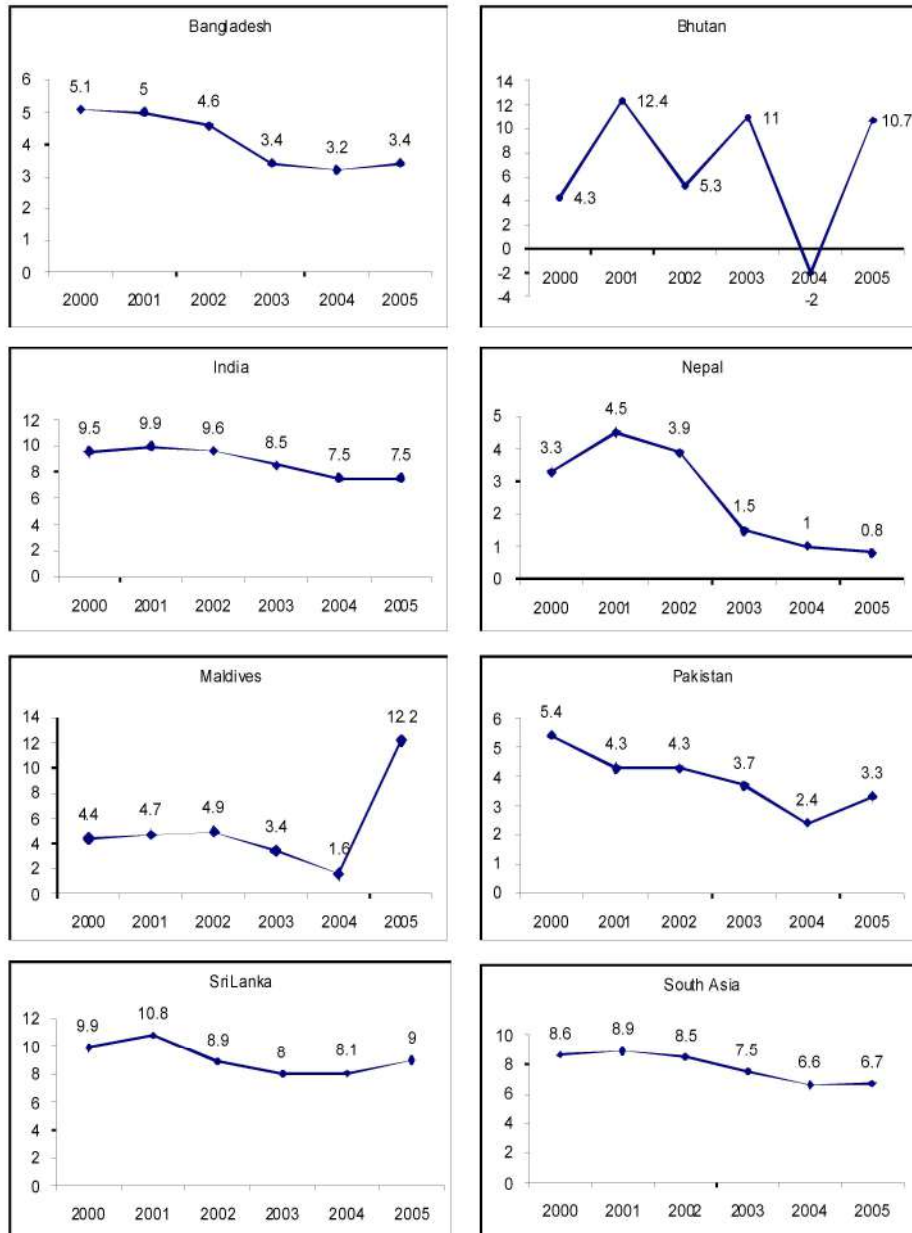 Bangladesh
6
5
4
3
2
1
0
5.1 5 4.6 3.4 3.2 3.4
2000 2001 2002 2003 2004 2005
Bhutan
14
12
10
8
6
4
2
0
-2
-4
4.3 12.4 5.3 11 -2 10.7
2000 2001 2002 2003 2004 2005
India
12
10
8
6
4
2
0
9.5 9.9 9.6 8.5 7.5 7.5
2000 2001 2002 2003 2004 2005
Nepal
5
4
3
2
1
0
3.3 4.5 3.9 1.5 1 0.8
2000 2001 2002 2003 2004 2005
Maldives
14
12
10
8
6
4
2
0
4.4 4.7 4.9 3.4 1.6 12.2
2000 2001 2002 2003 2004 2005
Pakistan
6
5
4
3
2
1
0
5.4 4.3 4.3 3.7 2.4 3.3
2000 2001 2002 2003 2004 2005
Sri Lanka
12
10
8
6
4
2
0
9.9 10.8 8.9 8 8.1 9
2000 2001 2002 2003 2004 2005
South Asia
10
8
6
4
2
0
8.6 8.9 8.5 7.5 6.6 6.7
2000 2001 2002 2003 2004 2005